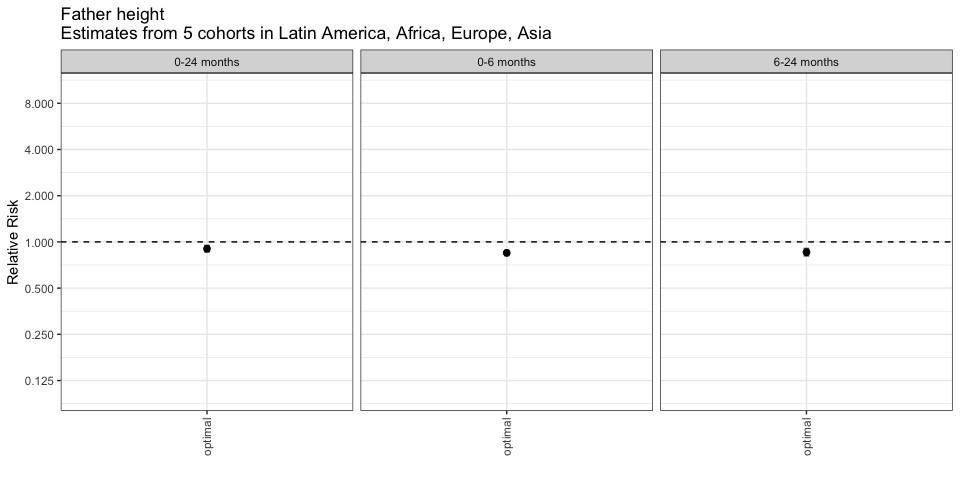 Father height
Estimates from 5 cohorts in Latin America, Africa, Europe, Asia
0-24 months
0-6 months
6-24 months
8.000
4.000
2.000
1.000
0.500
0.250
0.125
Relative Risk
optimal
optimal
optimal